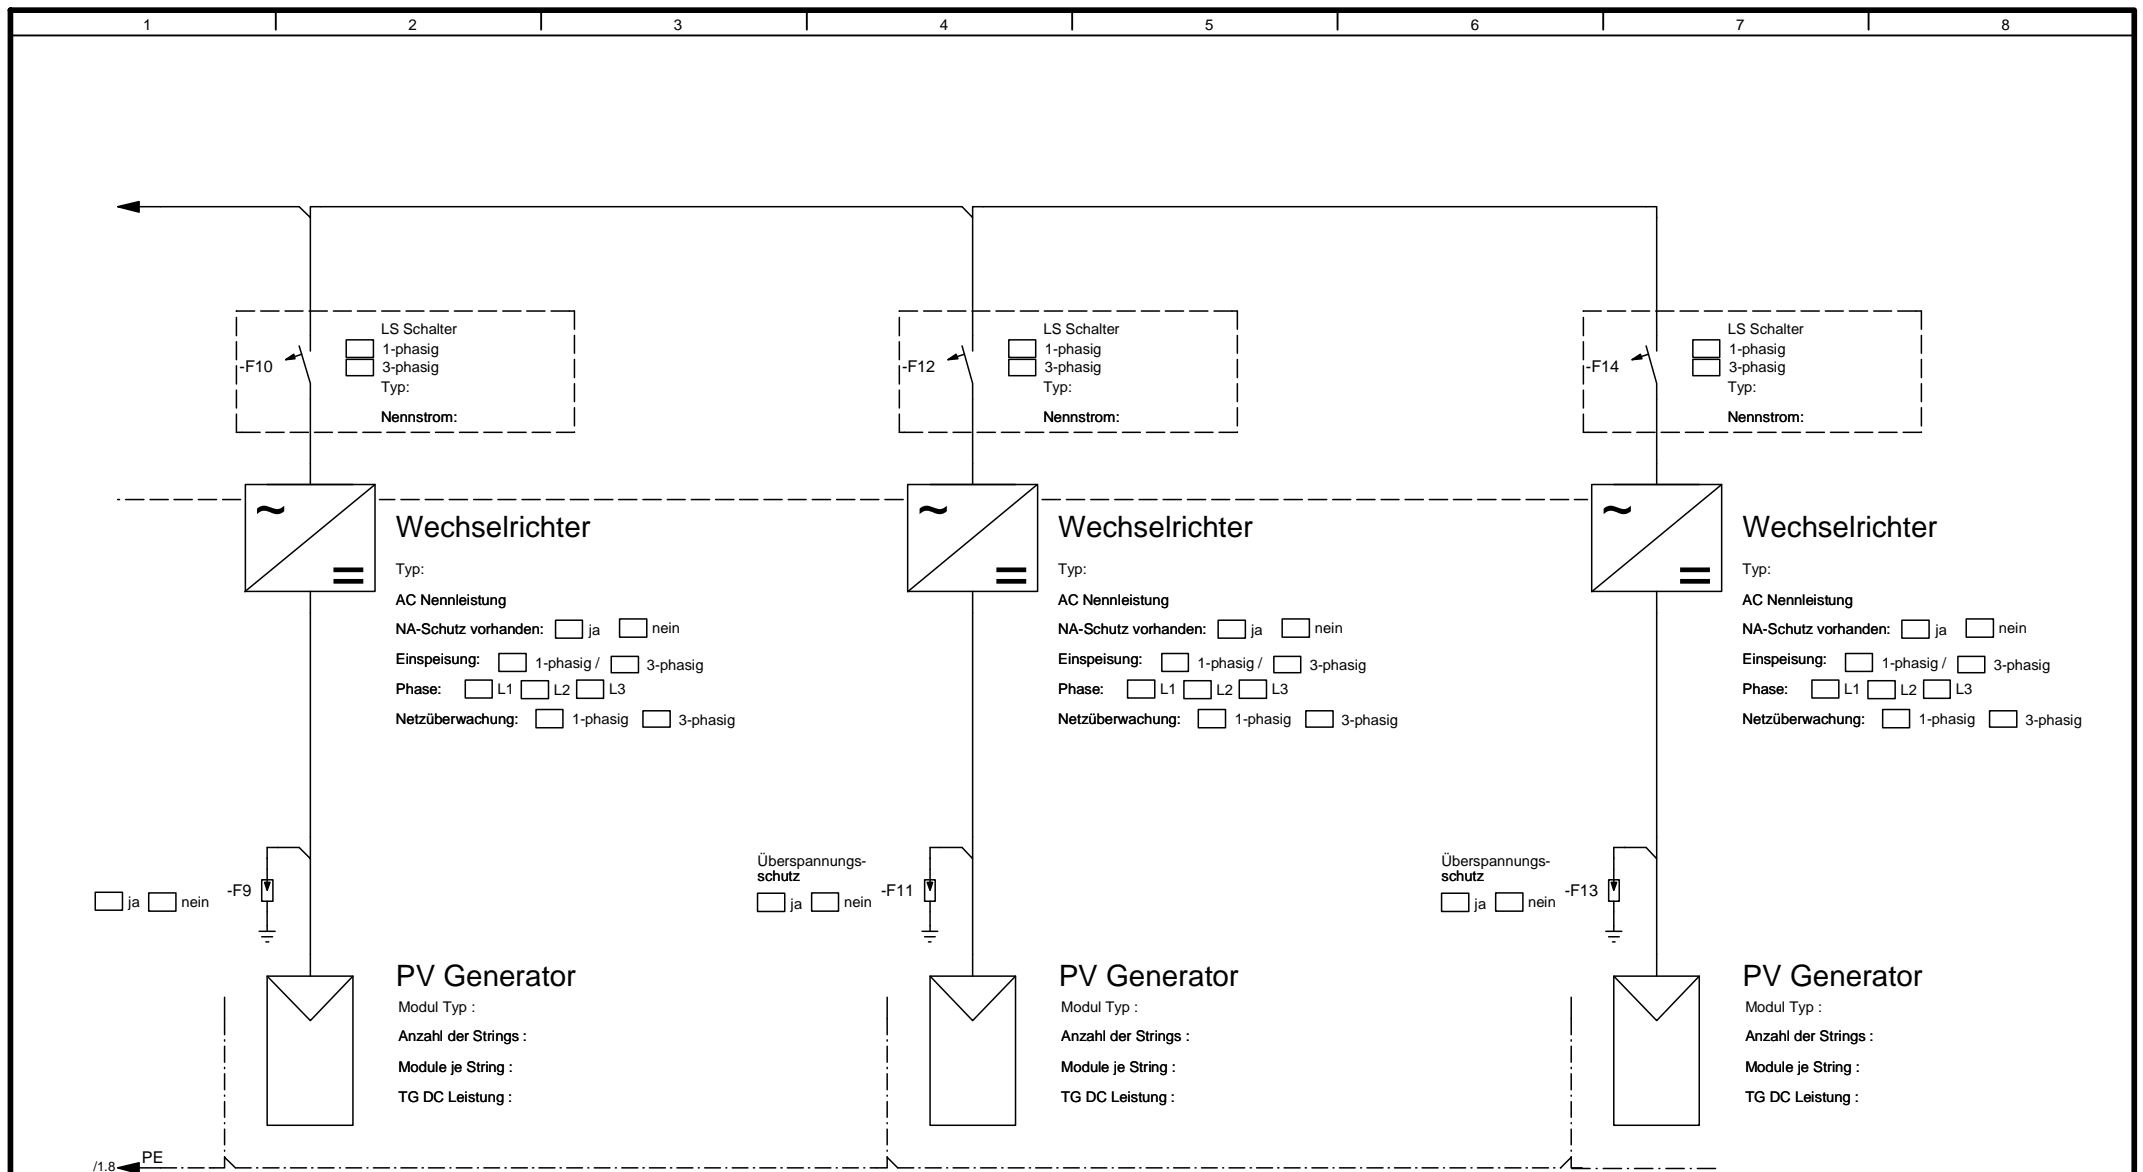 1 2 3 4 5 6 7 8
LS Schalter
1-phasig
-F10
3-phasig
Typ:
Nennstrom:
LS Schalter
1-phasig
-F12
3-phasig
Typ:
Nennstrom:
LS Schalter
1-phasig
-F14
3-phasig
Typ:
Nennstrom:
~
=
Wechselrichter
Typ:
AC Nennleistung
NA-Schutz vorhanden: ja nein
Einspeisung: 1-phasig / 3-phasig
Phase: L1 L2 L3
Netzüberwachung: 1-phasig 3-phasig
~
=
Wechselrichter
Typ:
AC Nennleistung
NA-Schutz vorhanden: ja nein
Einspeisung: 1-phasig / 3-phasig
Phase: L1 L2 L3
Netzüberwachung: 1-phasig 3-phasig
~
=
Wechselrichter
Typ:
AC Nennleistung
NA-Schutz vorhanden: ja nein
Einspeisung: 1-phasig / 3-phasig
Phase: L1 L2 L3
Netzüberwachung: 1-phasig 3-phasig
ja nein -F9
Überspannungs-
schutz
ja nein -F11
Überspannungs-
schutz
ja nein -F13
PV Generator
Modul Typ :
Anzahl der Strings :
Module je String :
TG DC Leistung :
PV Generator
Modul Typ :
Anzahl der Strings :
Module je String :
TG DC Leistung :
PV Generator
Modul Typ :
Anzahl der Strings :
Module je String :
TG DC Leistung :
/1.8 PE